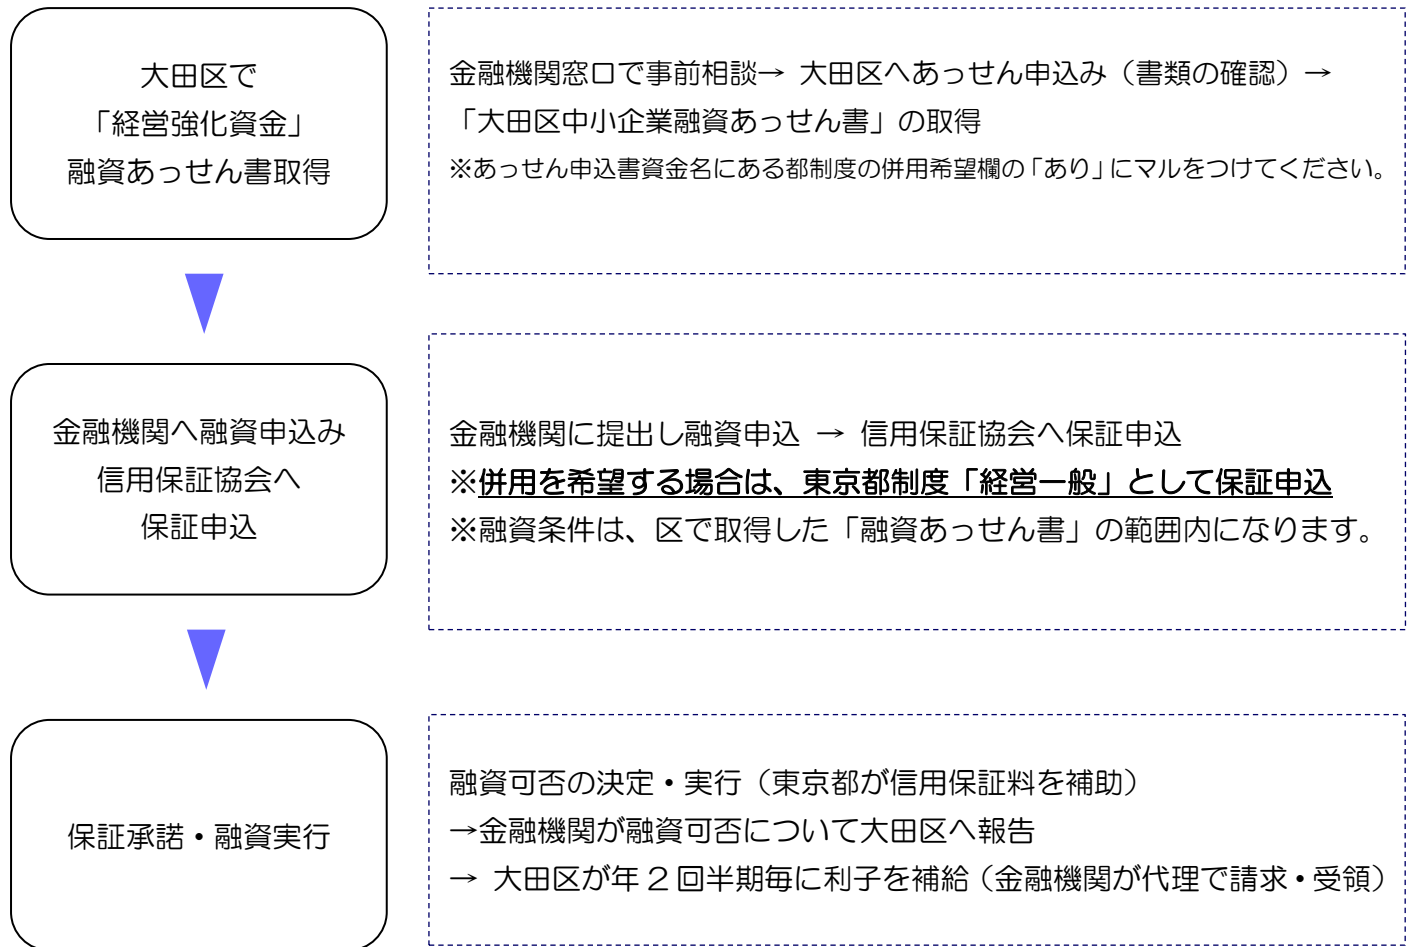 大田区で
「経営強化資金」
融資あっせん書取得
金融機関窓口で事前相談→ 大田区へあっせん申込み（書類の確認）→
「大田区中小企業融資あっせん書」の取得
※あっせん申込書資金名にある都制度の併用希望欄の「あり」にマルをつけてください。
金融機関へ融資申込み
信用保証協会へ
保証申込
金融機関に提出し融資申込 → 信用保証協会へ保証申込
※併用を希望する場合は、東京都制度「経営一般」として保証申込
※融資条件は、区で取得した「融資あっせん書」の範囲内になります。
保証承諾・融資実行
融資可否の決定・実行（東京都が信用保証料を補助）
→金融機関が融資可否について大田区へ報告
→ 大田区が年2回半期毎に利子を補給（金融機関が代理で請求・受領）